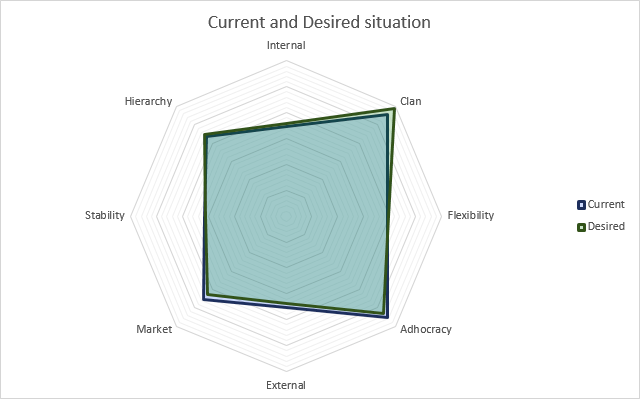 Current and Desired situation
Internal
Hierarchy
Clan
Stability
Flexibility
Current
Desired
Market
Adhocracy
External